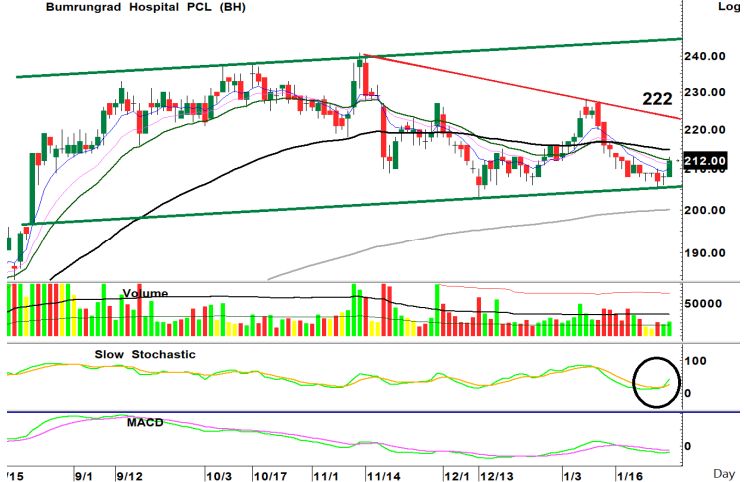 Bumrungrad Hospital PCL (BH)
Log
240.00
230.00
222
220.00
212.00
200.00
190.00
Volume
50000
Slow Stochastic
100
0
MACD
0
'15 9/1 9/12 10/3 10/17 11/1 11/14 12/1 12/13 1/3 1/16 Day